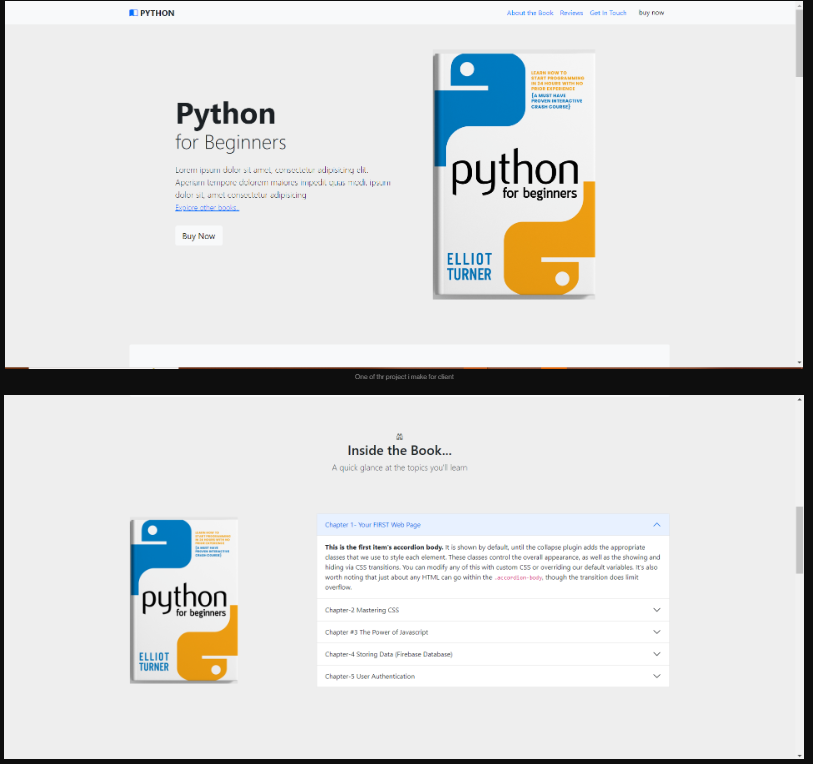 PYTHON
About the Book Reviews Get In Touch buy now
LEARN HOW TO
START PROGRAMMING
IN 24 HOURS WITH NO
PRIOR EXPERIENCE
(A MUST HAVE
PROVEN INTERACTIVE
CRASH COURSE)
Python
for Beginners
Lorem ipsum dolor sit amet, consectetur adipisicing elit.
Aperiam tempore dolorem maiores impedit quas modi, ipsum
dolor sit, amet consectetur adipisicing
Explore other books.
Buy Now
python
for beginners
ELLIOT
TURNER
One of thr project i make for client
Inside the Book...
A quick glance at the topics you'll learn
python
for beginners
ELLIOT
TURNER
Chapter 1- Your FIRST Web Page
This is the first item's accordion body. It is shown by default, until the collapse plugin adds the appropriate
classes that we use to style each element. These classes control the overall appearance, as well as the showing and
hiding via CSS transitions. You can modify any of this with custom CSS or overriding our default variables. It's also
worth noting that just about any HTML can go within the .accordion-body, though the transition does limit
overflow.
Chapter-2 Mastering CSS
Chapter #3 The Power of Javascript
Chapter-4 Storing Data (Firebase Database)
Chapter-5 User Authentication